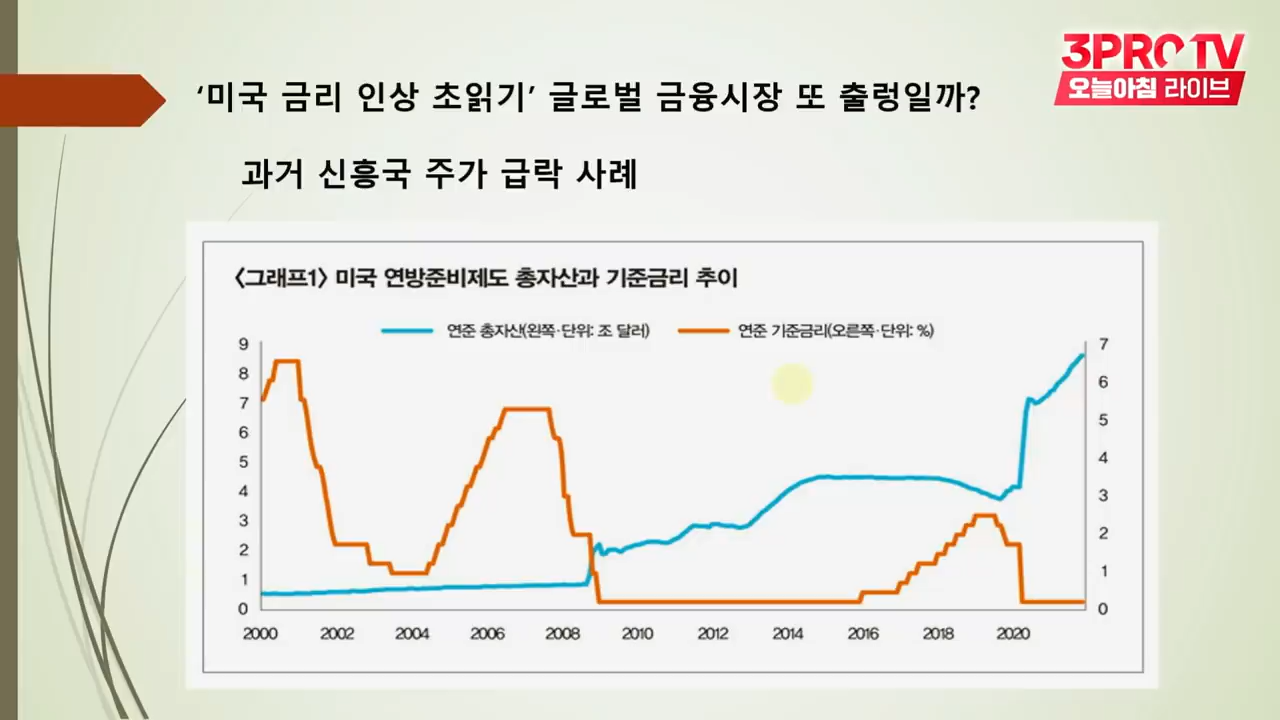 3PRO TV
오늘아침 라이브
‘미국 금리 인상 초읽기’ 글로벌 금융시장 또 출렁일까?
과거 신흥국 주가 급락 사례
〈그래프1〉 미국 연방준비제도 총자산과 기준금리 추이
연준 총자산(왼쪽·단위: 조 달러) 연준 기준금리(오른쪽·단위: %)
9 7
8 6
7 5
6 4
5 3
4 2
3 1
2 0
1
0
2000 2002 2004 2006 2008 2010 2012 2014 2016 2018 2020